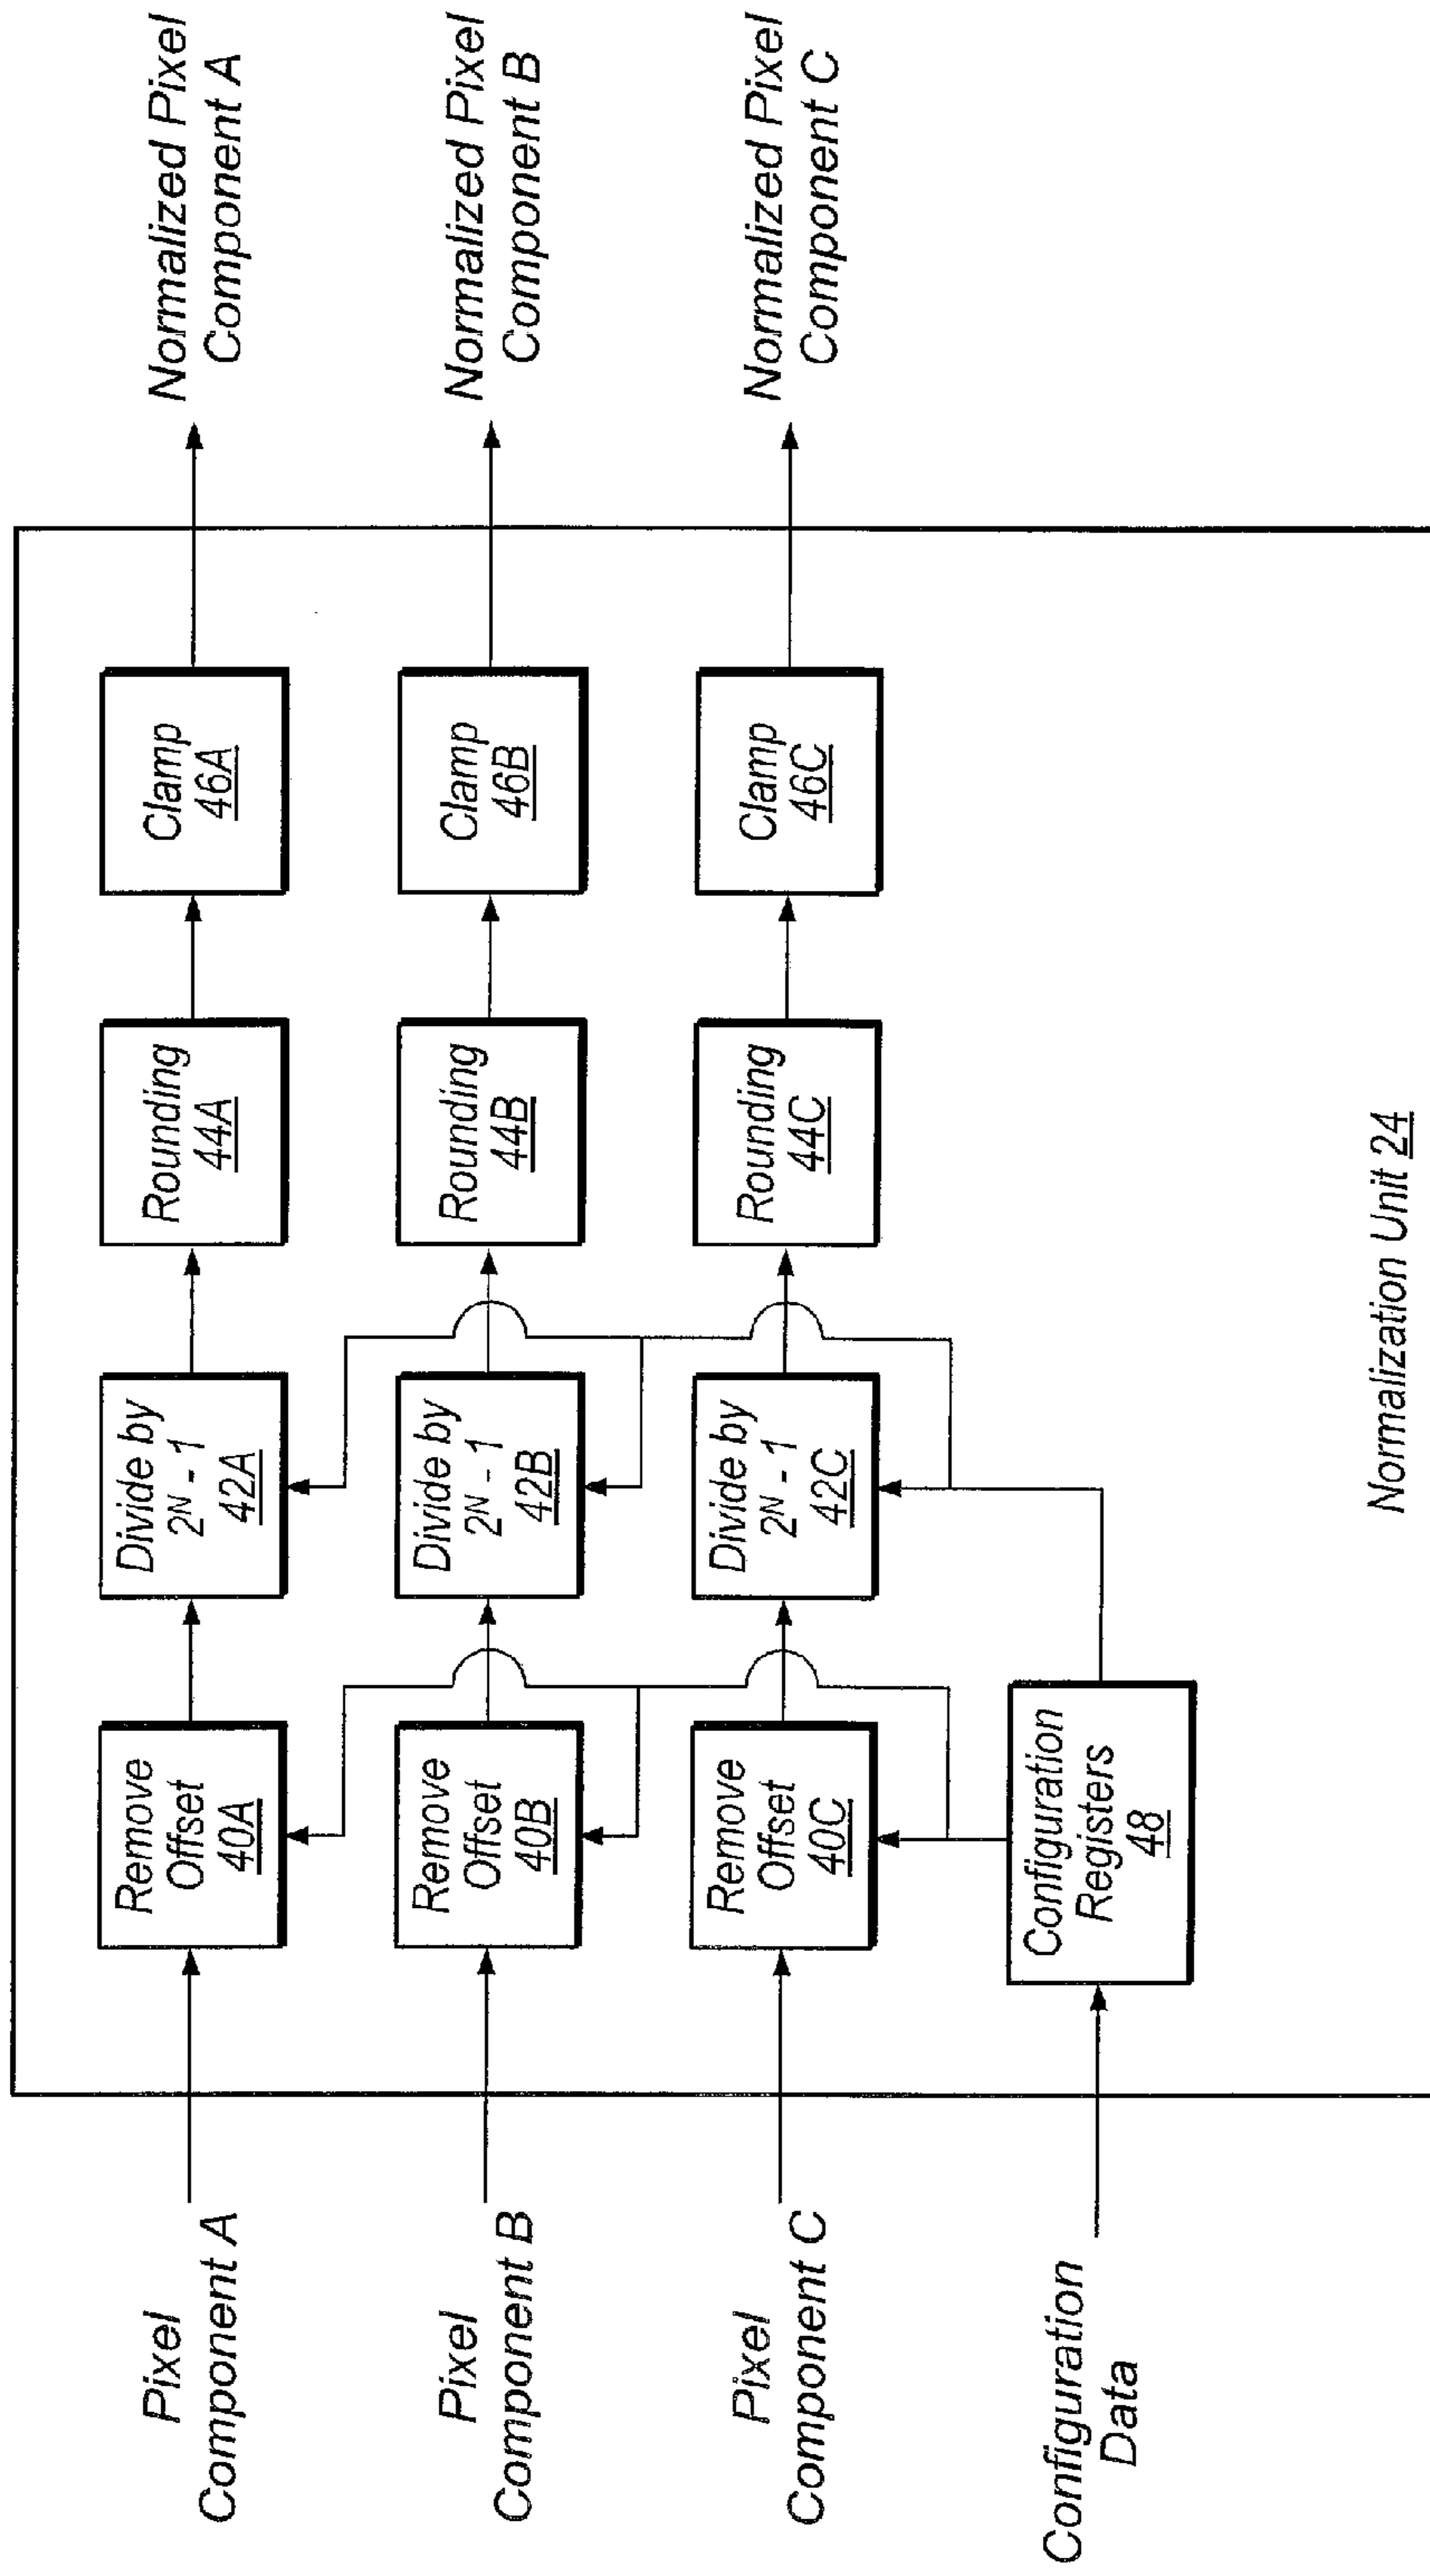 Pixel
Component A
Remove
Offset
40A
Divide by
2ᴺ - 1
42A
Rounding
44A
Clamp
46A
Normalized Pixel
Component A
Pixel
Component B
Remove
Offset
40B
Divide by
2ᴺ - 1
42B
Rounding
44B
Clamp
46B
Normalized Pixel
Component B
Pixel
Component C
Remove
Offset
40C
Divide by
2ᴺ - 1
42C
Rounding
44C
Clamp
46C
Normalized Pixel
Component C
Configuration
Data
Configuration
Registers
48
Normalization Unit 24